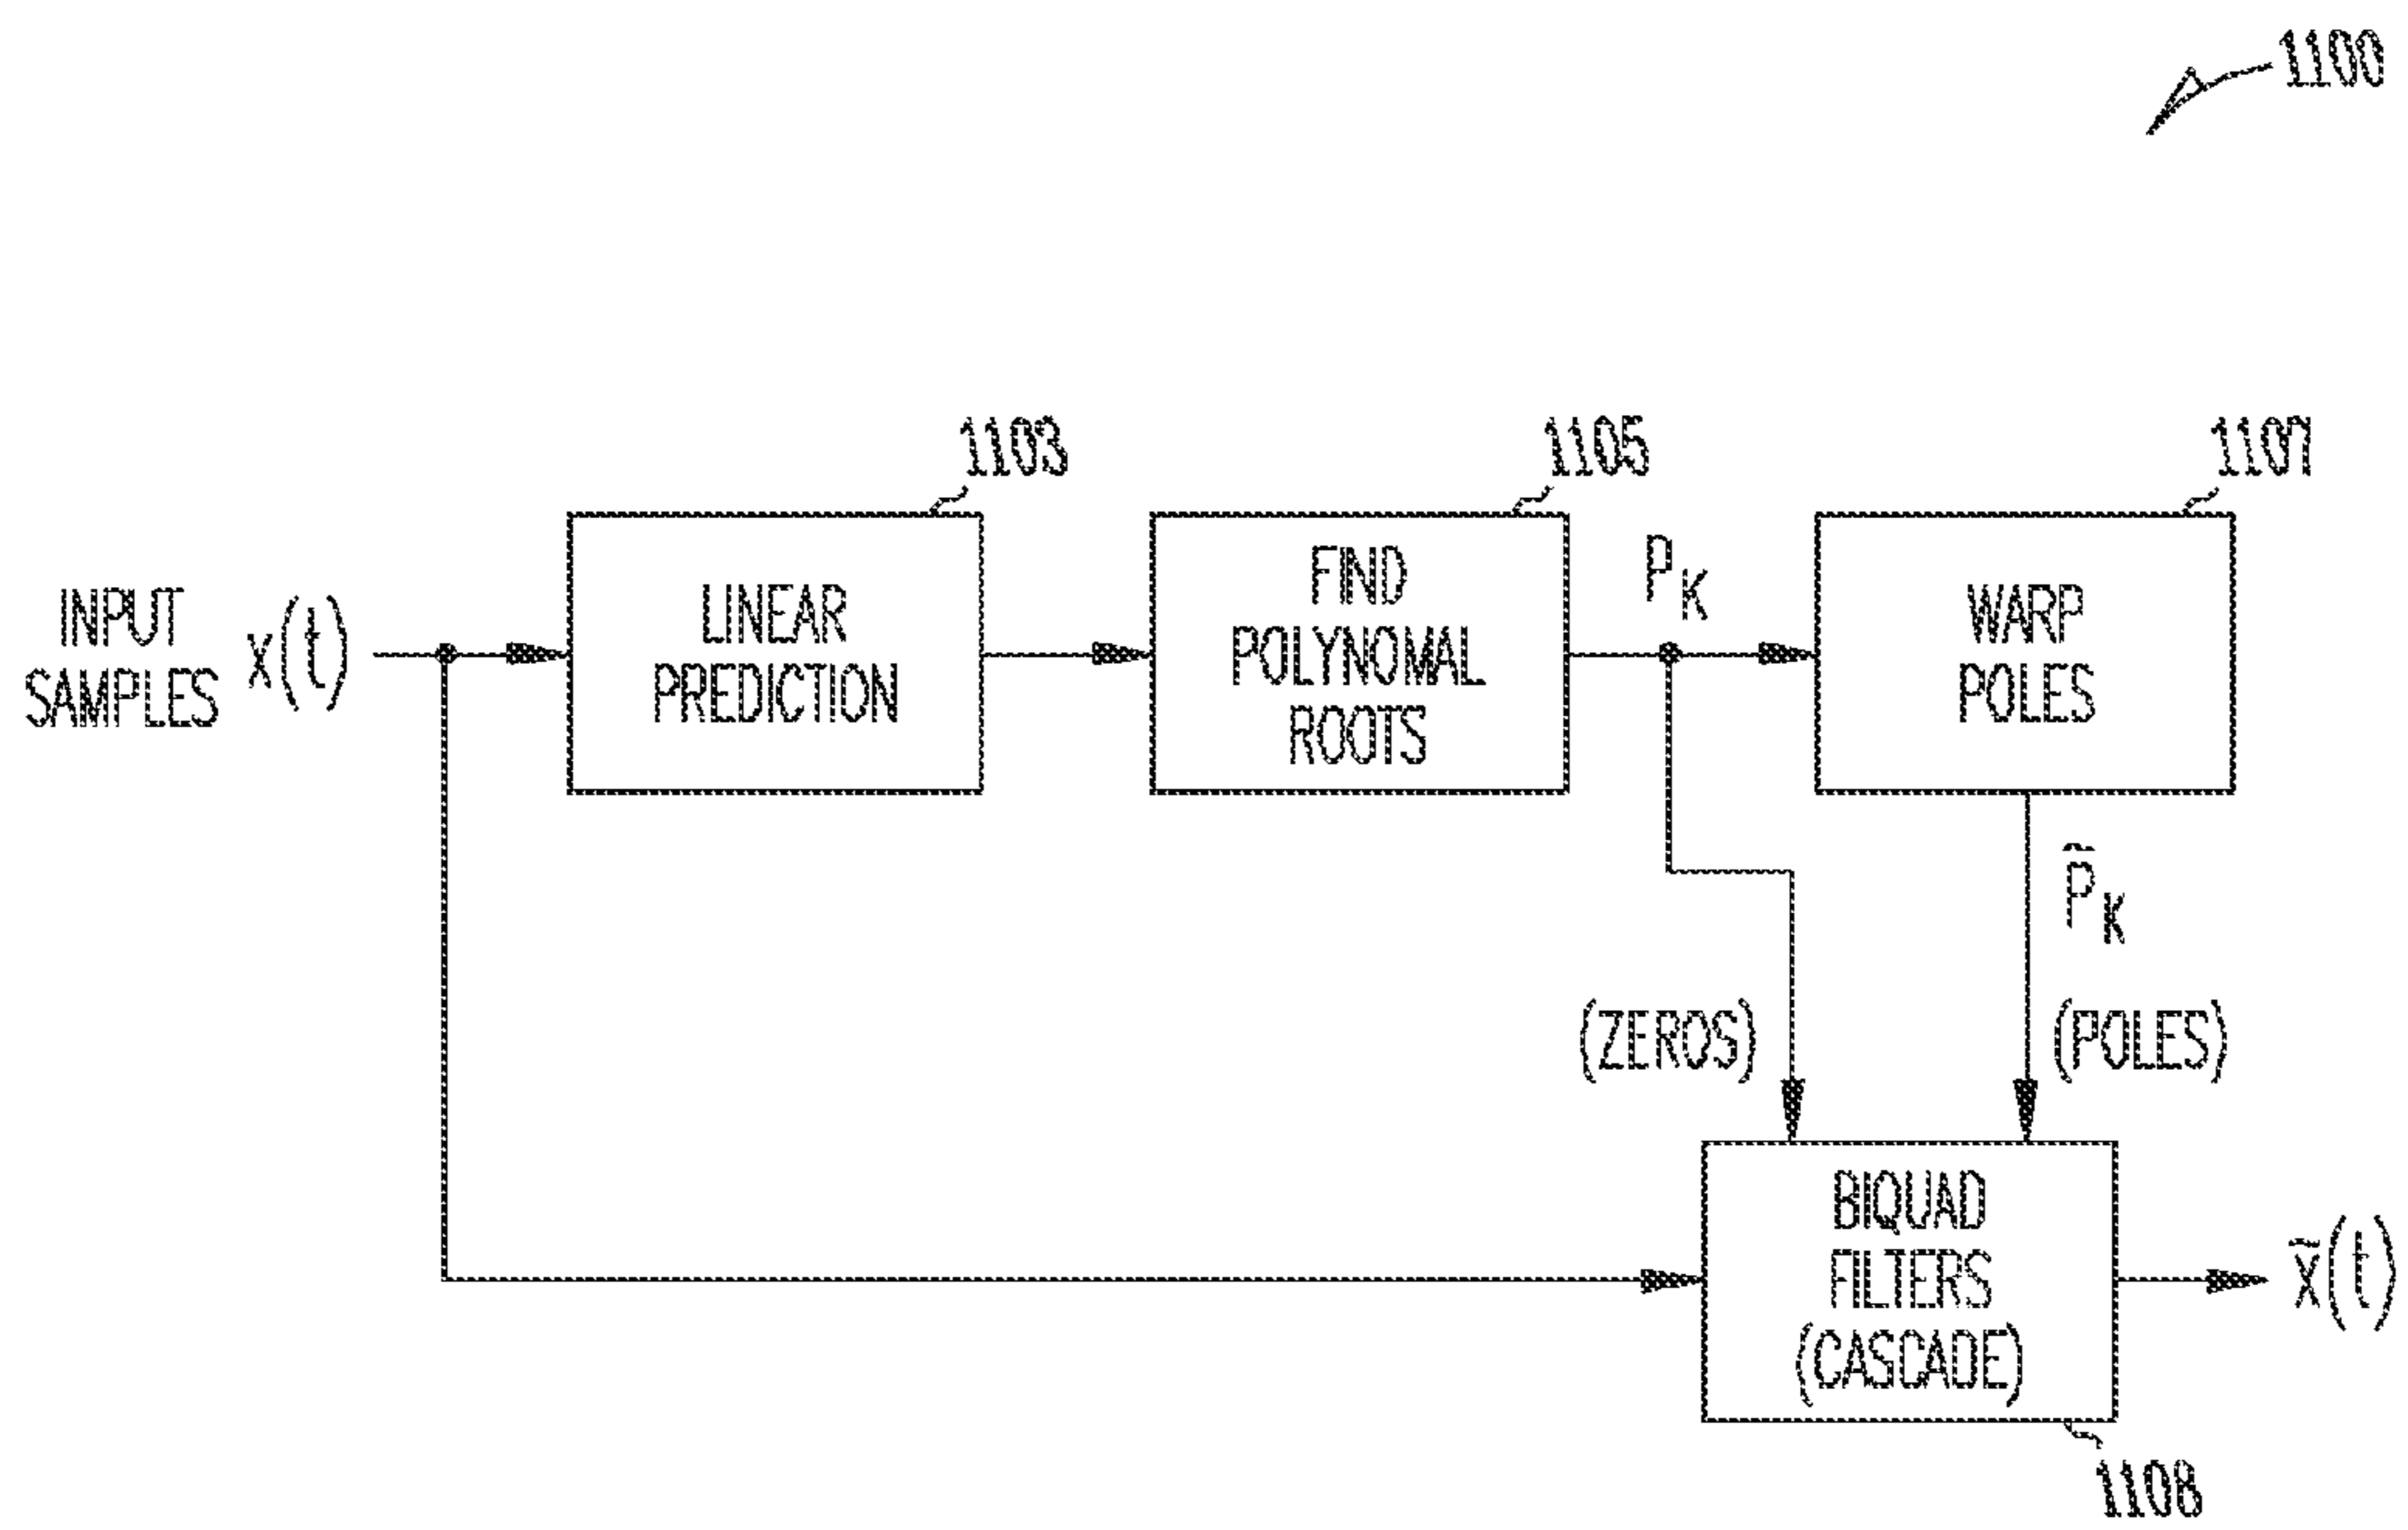 1100
1103
1105
1107
INPUT
SAMPLES
x(t)
LINEAR
PREDICTION
FIND
POLYNOMAL
ROOTS
P_K
WARP
POLES
P̃_K
(ZEROS)
(POLES)
BIQUAD
FILTERS
(CASCADE)
x̃(t)
1108